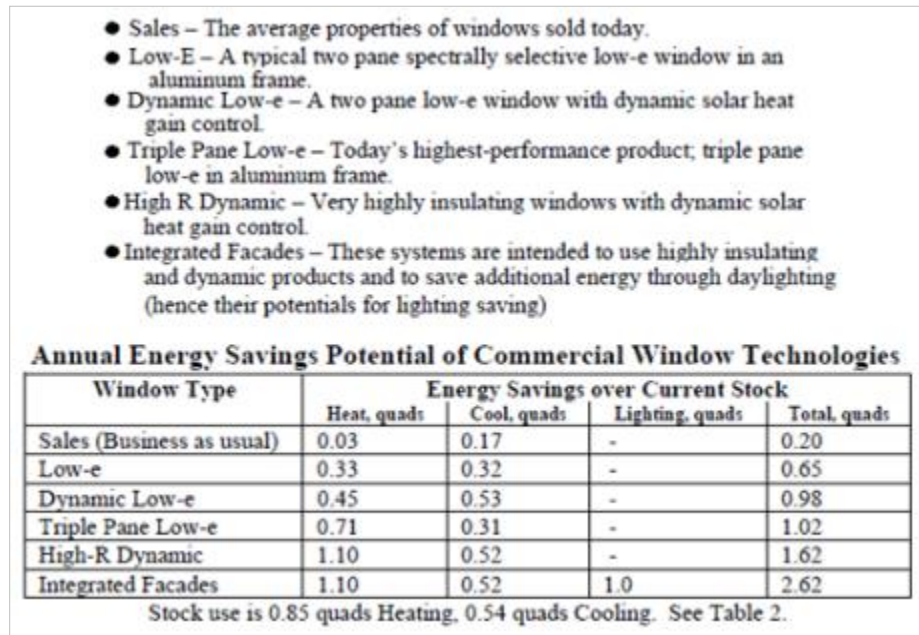 ● Sales – The average properties of windows sold today.
● Low-E – A typical two pane spectrally selective low-e window in an
aluminum frame.
● Dynamic Low-e – A two pane low-e window with dynamic solar heat
gain control.
● Triple Pane Low-e – Today's highest-performance product; triple pane
low-e in aluminum frame.
● High R Dynamic – Very highly insulating windows with dynamic solar
heat gain control.
● Integrated Facades – These systems are intended to use highly insulating
and dynamic products and to save additional energy through daylighting
(hence their potentials for lighting saving)
Annual Energy Savings Potential of Commercial Window Technologies
Window Type Energy Savings over Current Stock
Heat, quads Cool, quads Lighting, quads Total, quads
Sales (Business as usual) 0.03 0.17 - 0.20
Low-e 0.33 0.32 - 0.65
Dynamic Low-e 0.45 0.53 - 0.98
Triple Pane Low-e 0.71 0.31 - 1.02
High-R Dynamic 1.10 0.52 - 1.62
Integrated Facades 1.10 0.52 1.0 2.62
Stock use is 0.85 quads Heating, 0.54 quads Cooling. See Table 2.